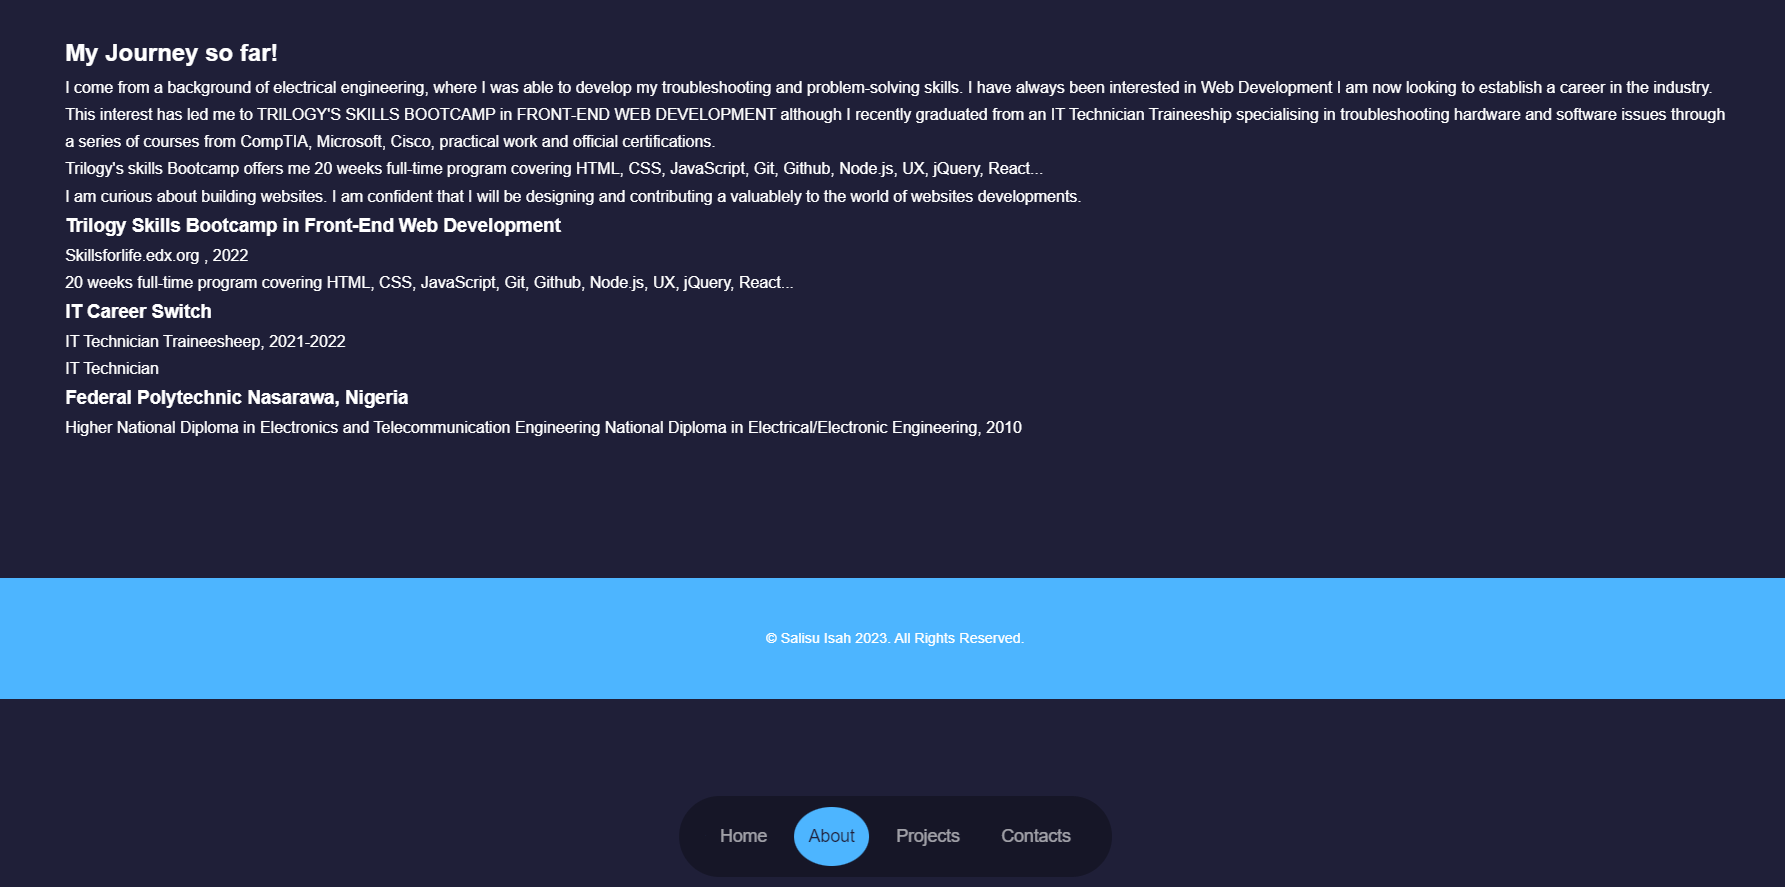 My Journey so far!
I come from a background of electrical engineering, where I was able to develop my troubleshooting and problem-solving skills. I have always been interested in Web Development I am now looking to establish a career in the industry.
This interest has led me to TRILOGY'S SKILLS BOOTCAMP in FRONT-END WEB DEVELOPMENT although I recently graduated from an IT Technician Traineeship specialising in troubleshooting hardware and software issues through
a series of courses from CompTIA, Microsoft, Cisco, practical work and official certifications.
Trilogy's skills Bootcamp offers me 20 weeks full-time program covering HTML, CSS, JavaScript, Git, Github, Node.js, UX, jQuery, React...
I am curious about building websites. I am confident that I will be designing and contributing a valuablely to the world of websites developments.
Trilogy Skills Bootcamp in Front-End Web Development
Skillsforlife.edx.org , 2022
20 weeks full-time program covering HTML, CSS, JavaScript, Git, Github, Node.js, UX, jQuery, React...
IT Career Switch
IT Technician Traineesheep, 2021-2022
IT Technician
Federal Polytechnic Nasarawa, Nigeria
Higher National Diploma in Electronics and Telecommunication Engineering National Diploma in Electrical/Electronic Engineering, 2010
© Salisu Isah 2023. All Rights Reserved.
Home About Projects Contacts